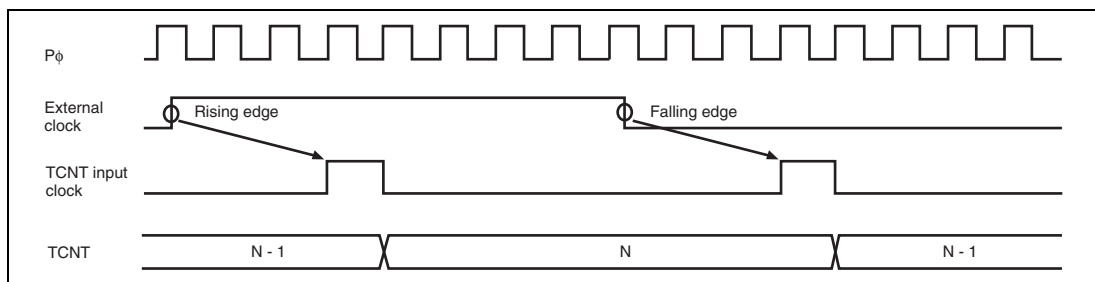 Pϕ
External
clock
Rising edge
Falling edge
TCNT input
clock
TCNT
N - 1
N
N - 1